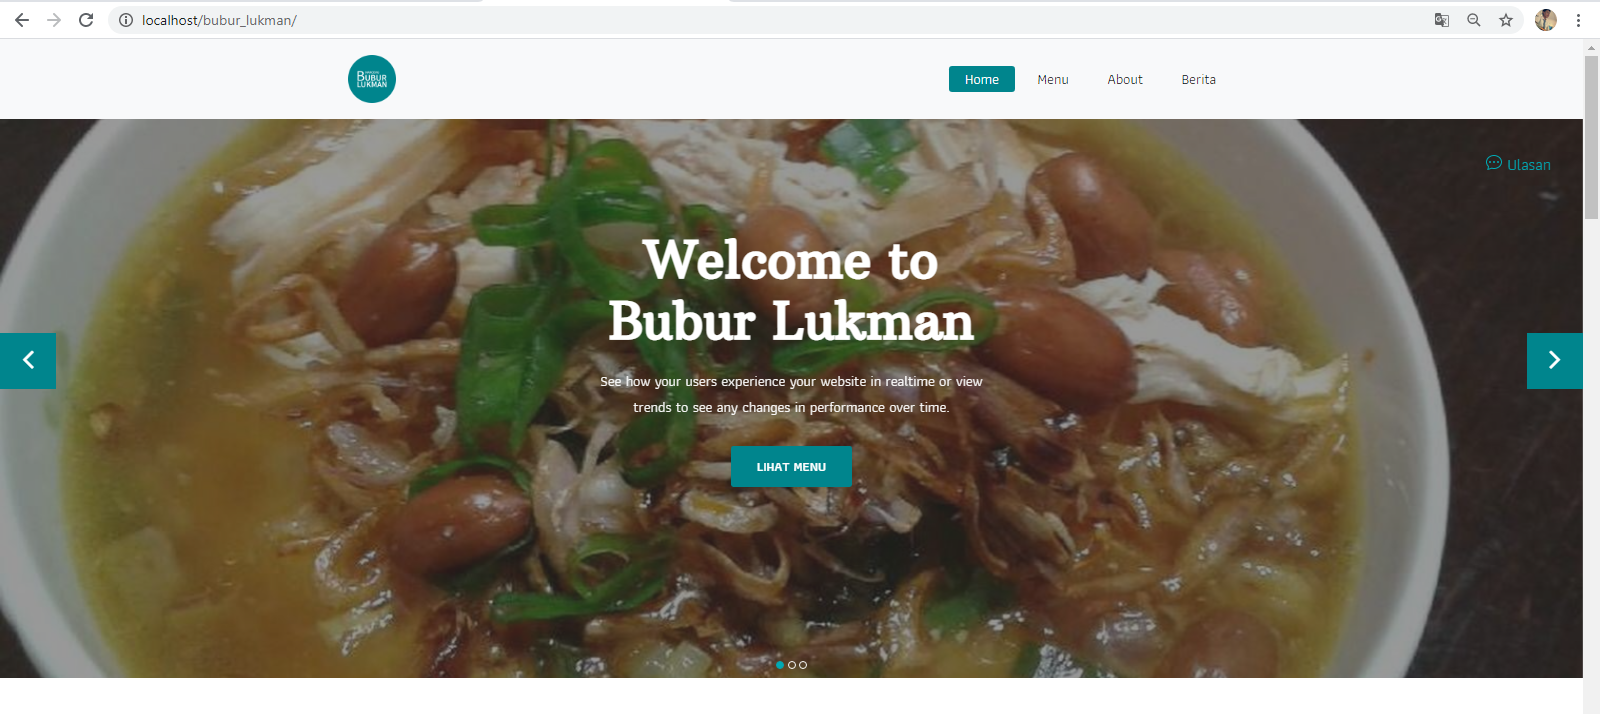 localhost/bubur_lukman/
BUBUR
LUKMAN
Home
Menu
About
Berita
Ulasan
Welcome to
Bubur Lukman
See how your users experience your website in realtime or view
trends to see any changes in performance over time.
LIHAT MENU